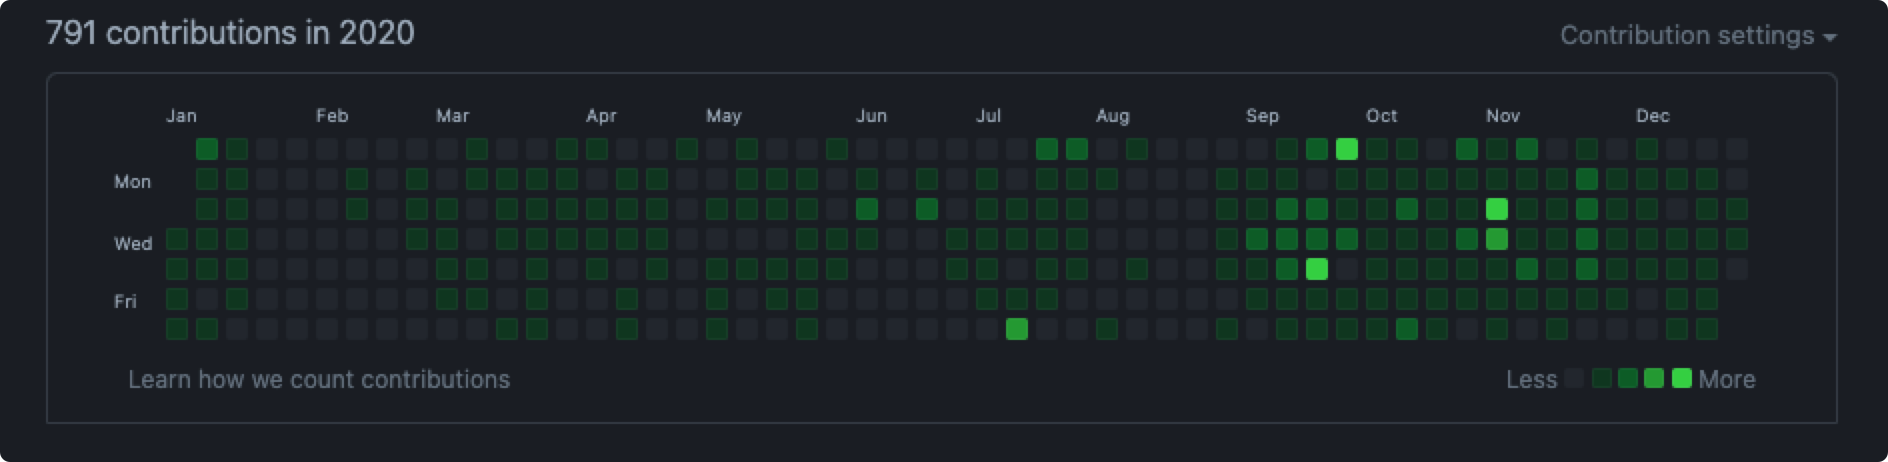 791 contributions in 2020
Contribution settings
Jan Feb Mar Apr May Jun Jul Aug Sep Oct Nov Dec
Mon
Wed
Fri
Learn how we count contributions
Less More